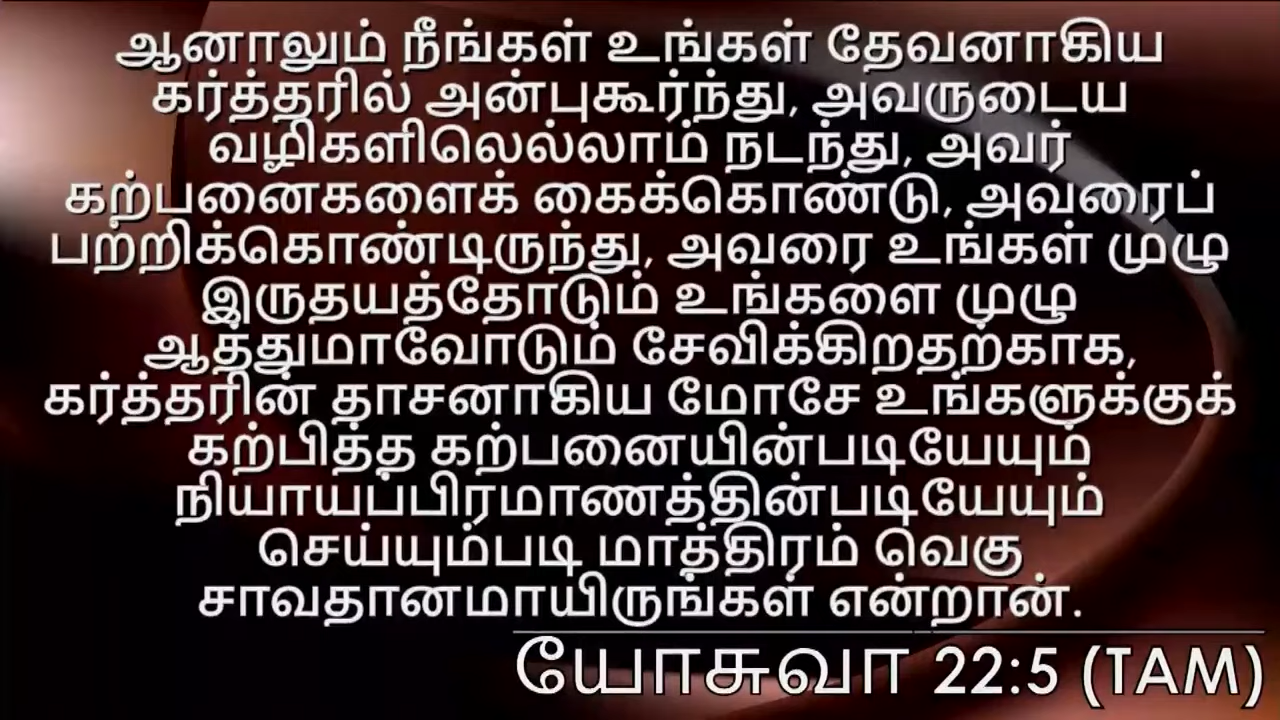 ஆனாலும் நீங்கள் உங்கள் தேவனாகிய
கர்த்தரில் அன்புகூர்ந்து, அவருடைய
வழிகளிலெல்லாம் நடந்து, அவர்
கற்பனைகளைக் கைக்கொண்டு, அவரைப்
பற்றிக்கொண்டிருந்து, அவரை உங்கள் முழு
இருதயத்தோடும் உங்களை முழு
ஆத்துமாவோடும் சேவிக்கிறதற்காக,
கர்த்தரின் தாசனாகிய மோசே உங்களுக்குக்
கற்பித்த கற்பனையின்படியேயும்
நியாயப்பிரமாணத்தின்படியேயும்
செய்யும்படி மாத்திரம் வெகு
சாவதானமாயிருங்கள் என்றான்.
யோசுவா 22:5 (TAM)